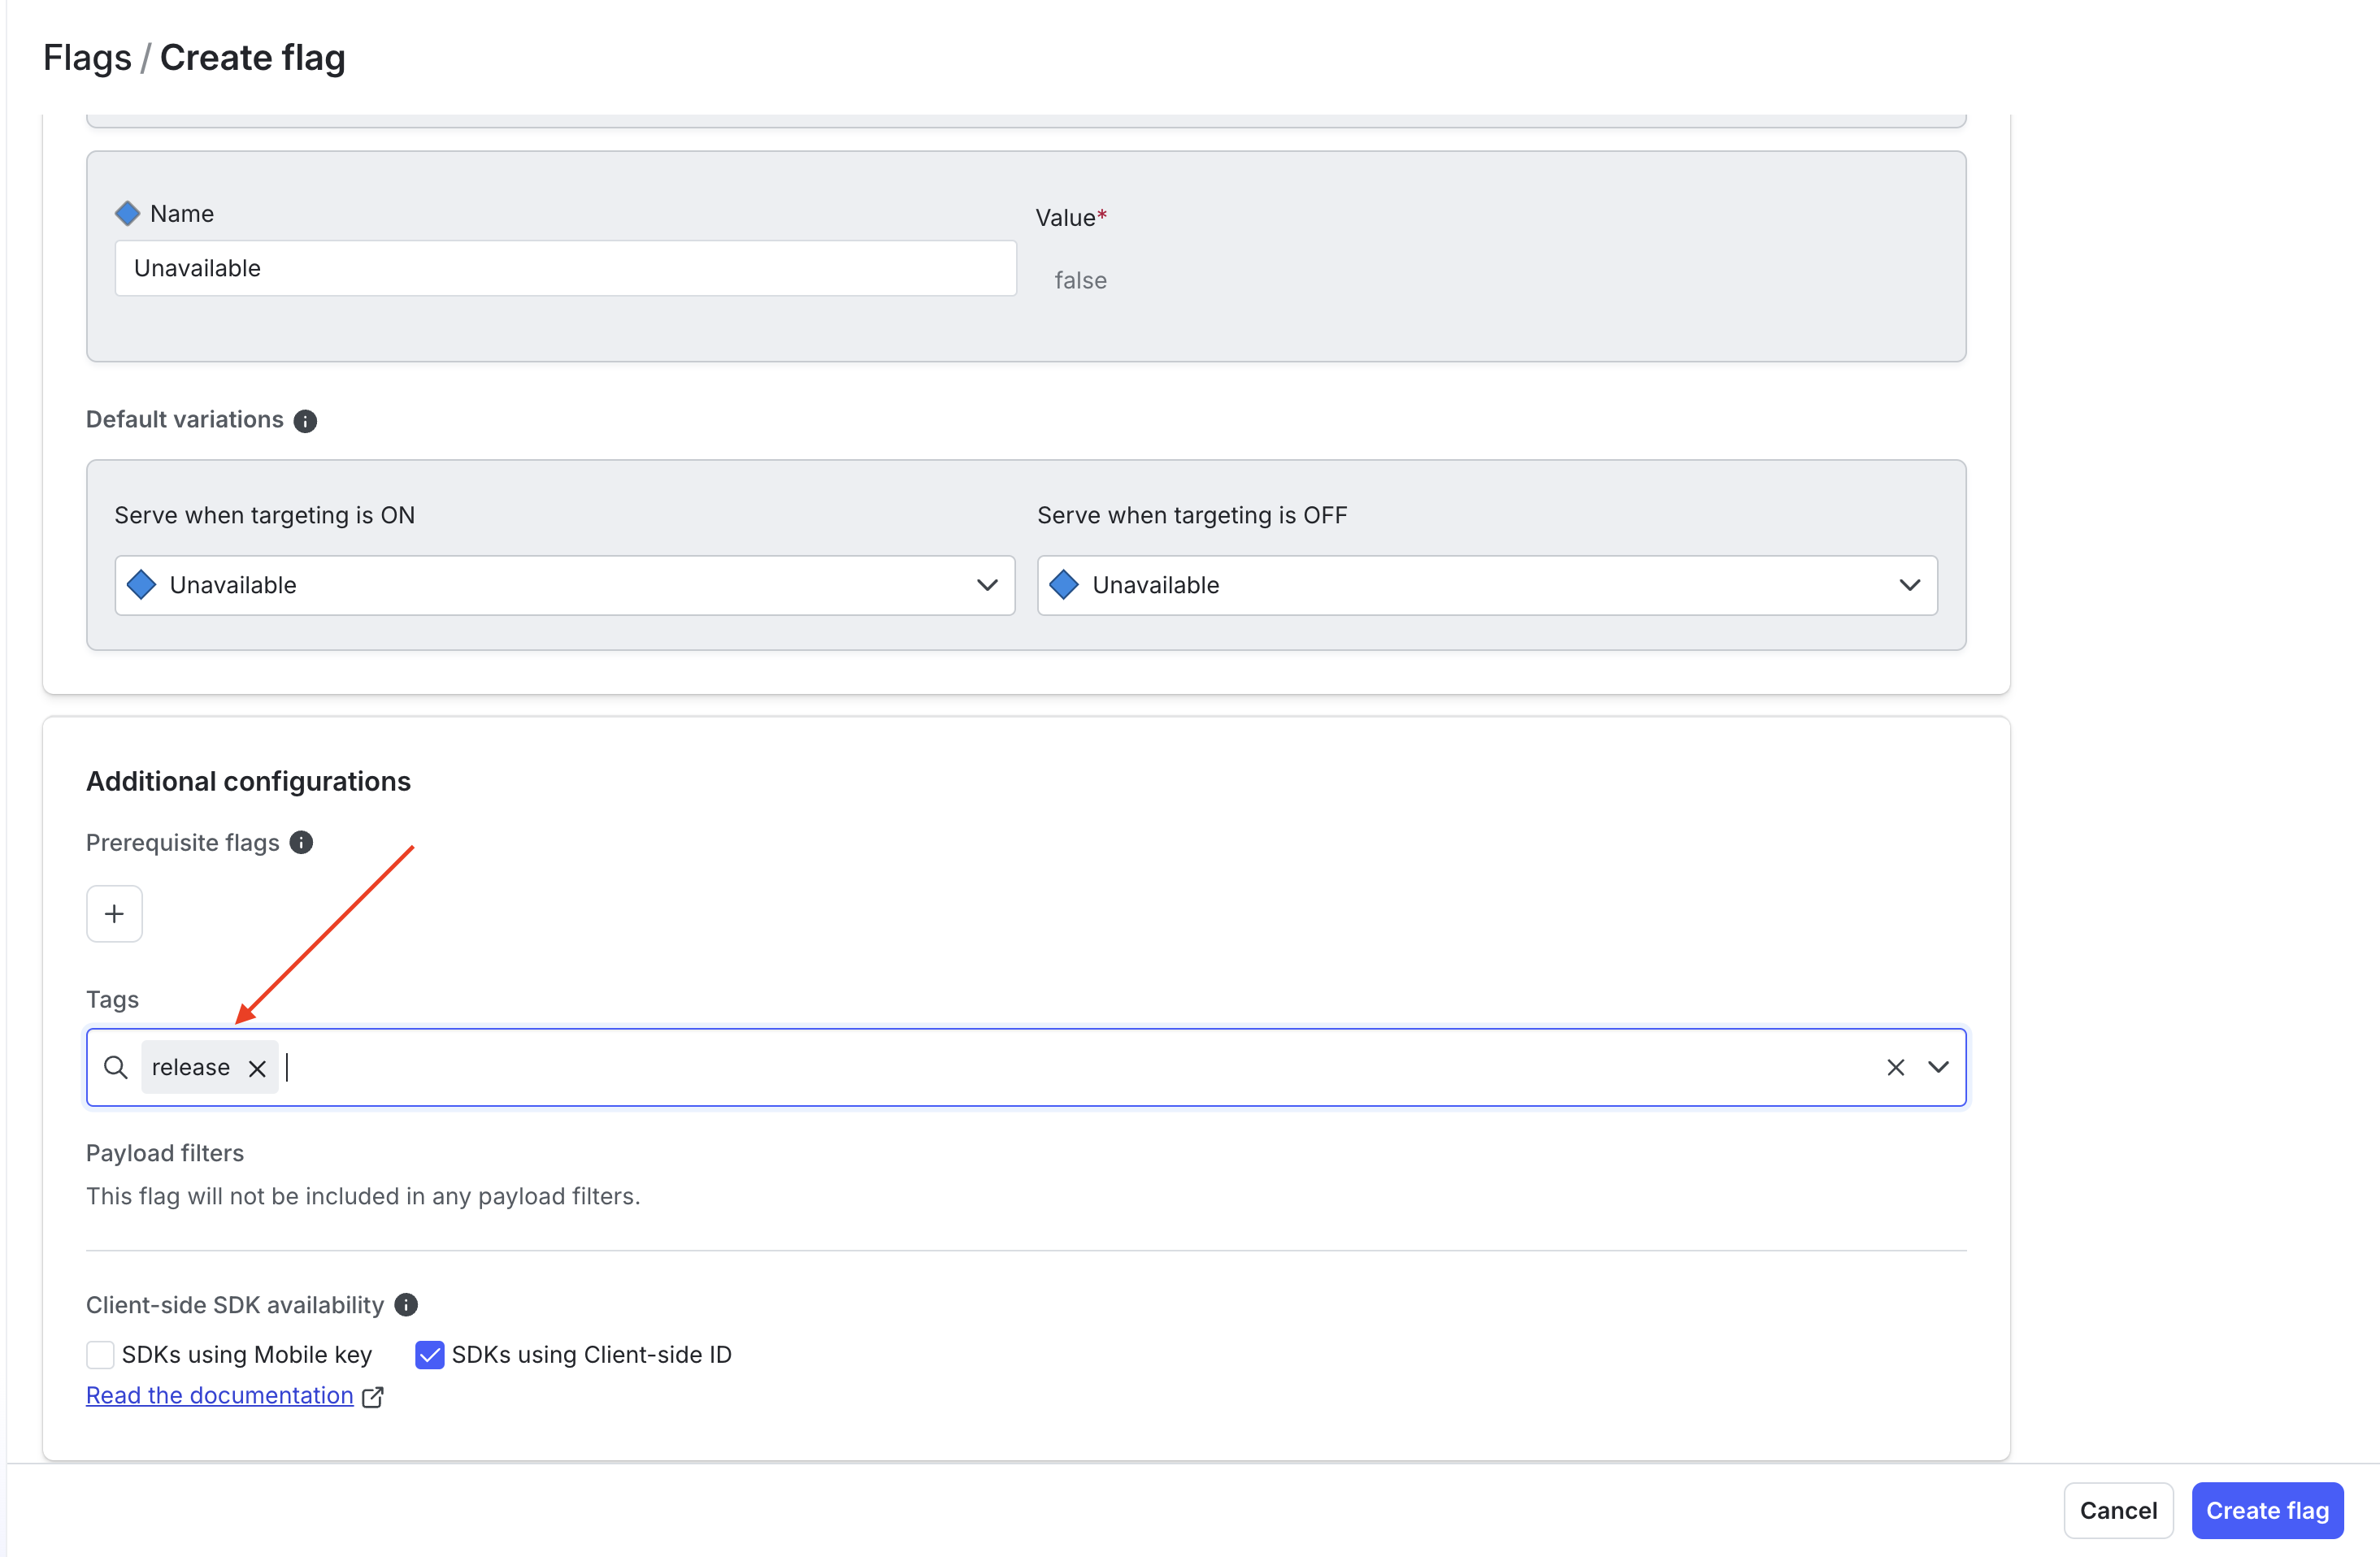 Flags / Create flag
Name
Value*
Unavailable
false
Default variations
Serve when targeting is ON
Serve when targeting is OFF
Unavailable
Unavailable
Additional configurations
Prerequisite flags
Tags
release
Payload filters
This flag will not be included in any payload filters.
Client-side SDK availability
SDKs using Mobile key
SDKs using Client-side ID
Read the documentation
Cancel
Create flag